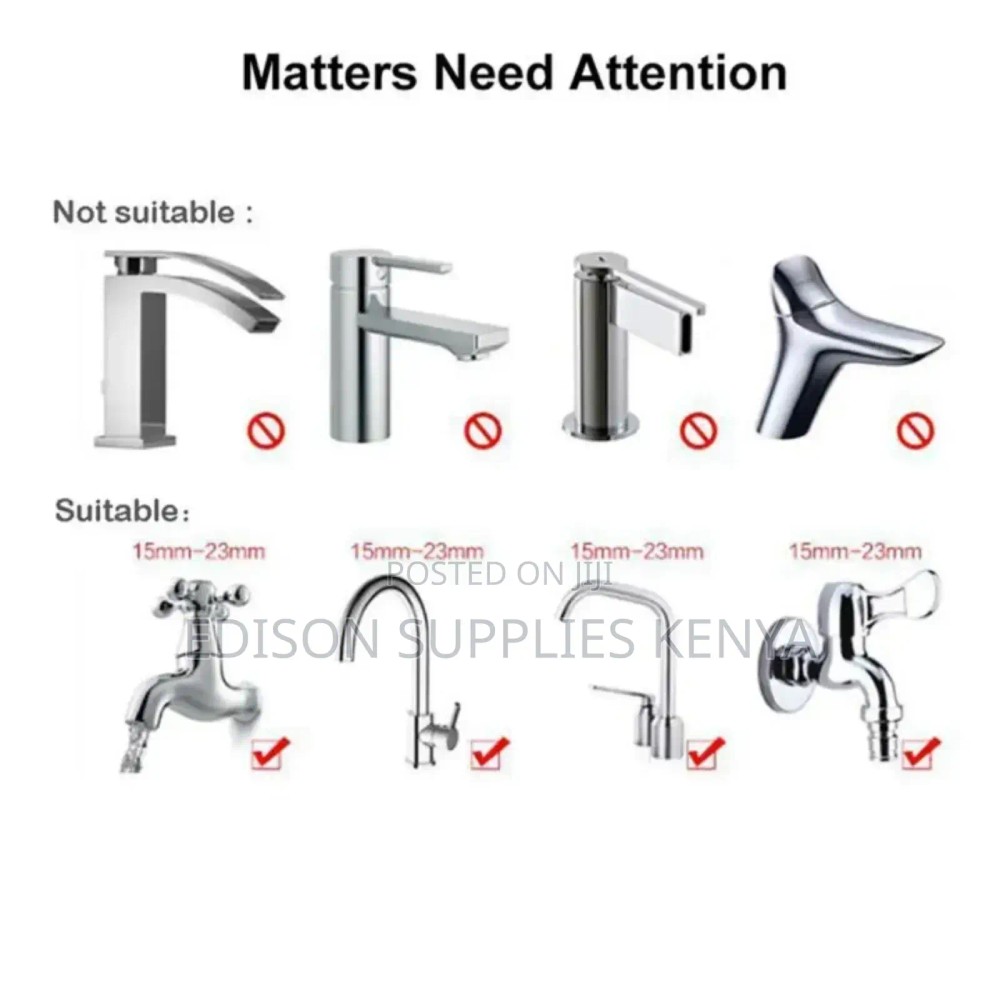 Matters Need Attention
Not suitable :
Suitable:
15mm-23mm 15mm-23mm 15mm-23mm 15mm-23mm
POSTED ON JIJI
EDISON SUPPLIES KENYA